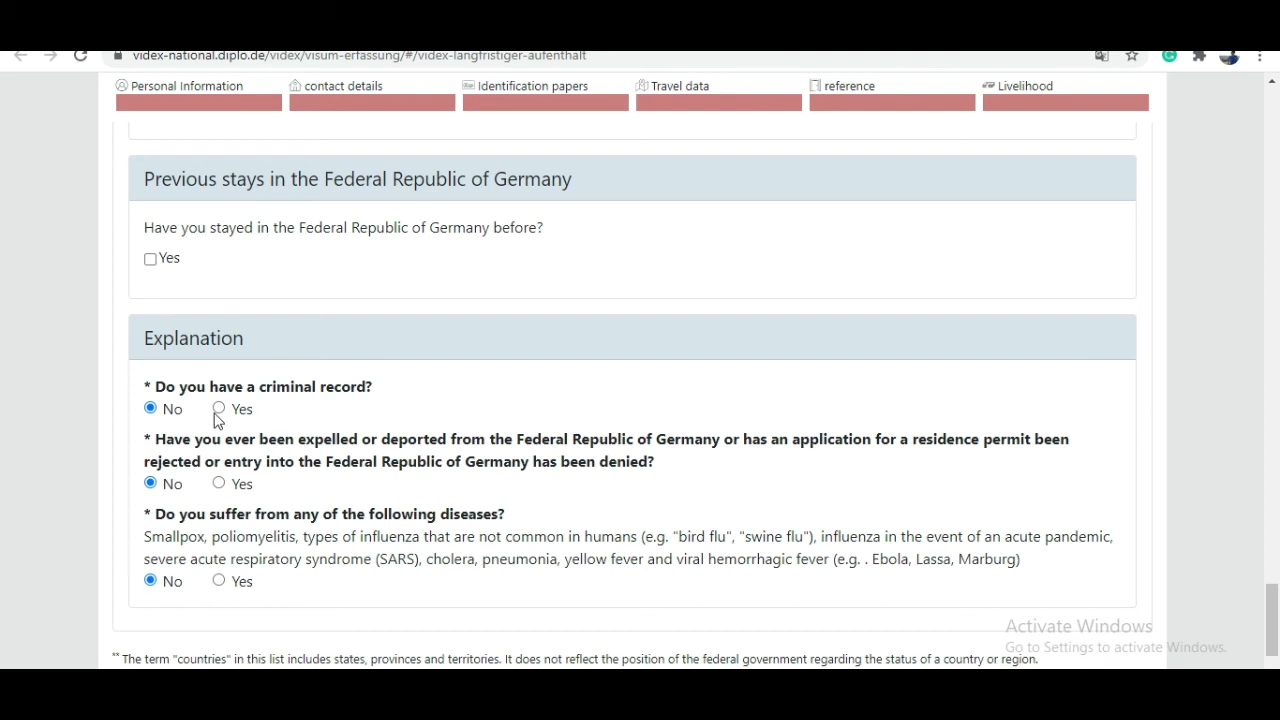 videx-national.diplo.de/videx/visum-erfassung/#/videx-langfristiger-aufenthalt
Personal Information contact details Identification papers Travel data reference Livelihood
Previous stays in the Federal Republic of Germany
Have you stayed in the Federal Republic of Germany before?
Yes
Explanation
* Do you have a criminal record?
No Yes
* Have you ever been expelled or deported from the Federal Republic of Germany or has an application for a residence permit been
rejected or entry into the Federal Republic of Germany has been denied?
No Yes
* Do you suffer from any of the following diseases?
Smallpox, poliomyelitis, types of influenza that are not common in humans (e.g. "bird flu", "swine flu"), influenza in the event of an acute pandemic,
severe acute respiratory syndrome (SARS), cholera, pneumonia, yellow fever and viral hemorrhagic fever (e.g. . Ebola, Lassa, Marburg)
No Yes
Activate Windows
Go to Settings to activate Windows.
** The term "countries" in this list includes states, provinces and territories. It does not reflect the position of the federal government regarding the status of a country or region.